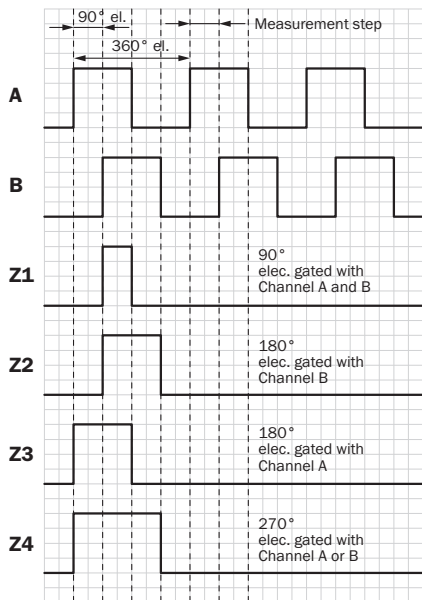 90° el.
Measurement step
360° el.
A
B
Z1
90°
elec. gated with
Channel A and B
Z2
180°
elec. gated with
Channel B
Z3
180°
elec. gated with
Channel A
Z4
270°
elec. gated with
Channel A or B